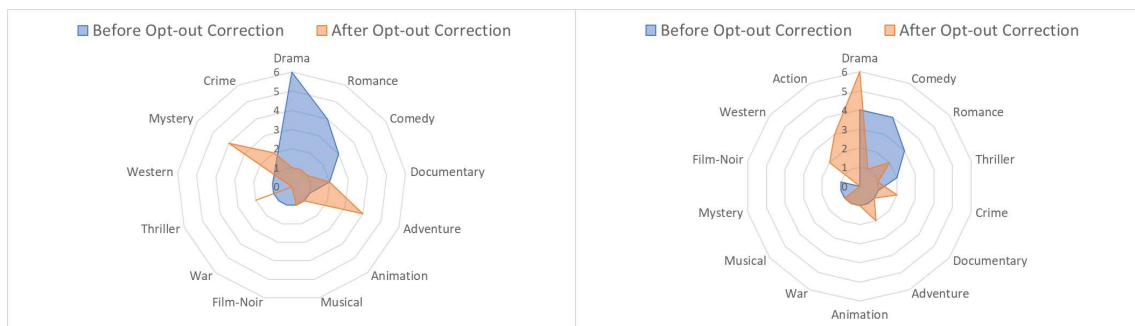 Before Opt-out Correction After Opt-out Correction
Drama
Crime
Romance
Mystery
Comedy
Western
Documentary
Thriller
Adventure
War
Animation
Film-Noir
Musical
6
5
4
3
2
1
0
Before Opt-out Correction After Opt-out Correction
Drama
Action
Comedy
Western
Romance
Film-Noir
Thriller
Mystery
Crime
Musical
Documentary
War
Adventure
Animation
6
5
4
3
2
1
0